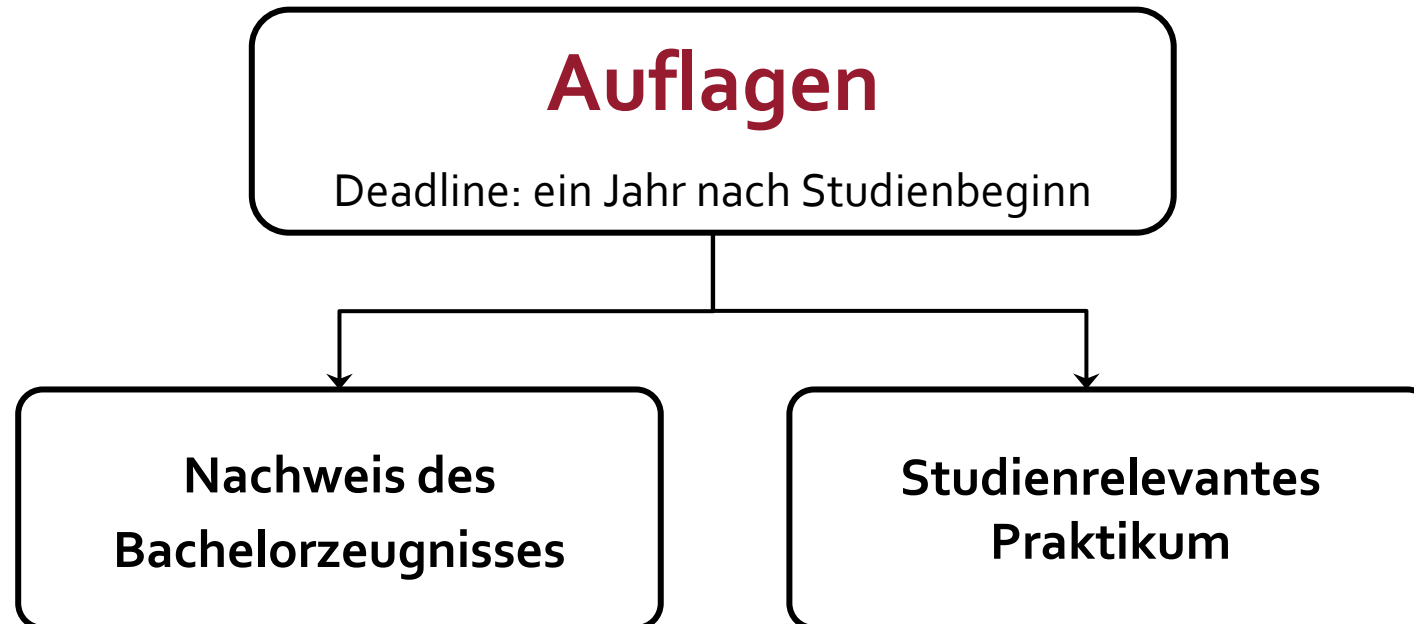 Auflagen
Deadline: ein Jahr nach Studienbeginn
Nachweis des
Bachelorzeugnisses
Studienrelevantes
Praktikum